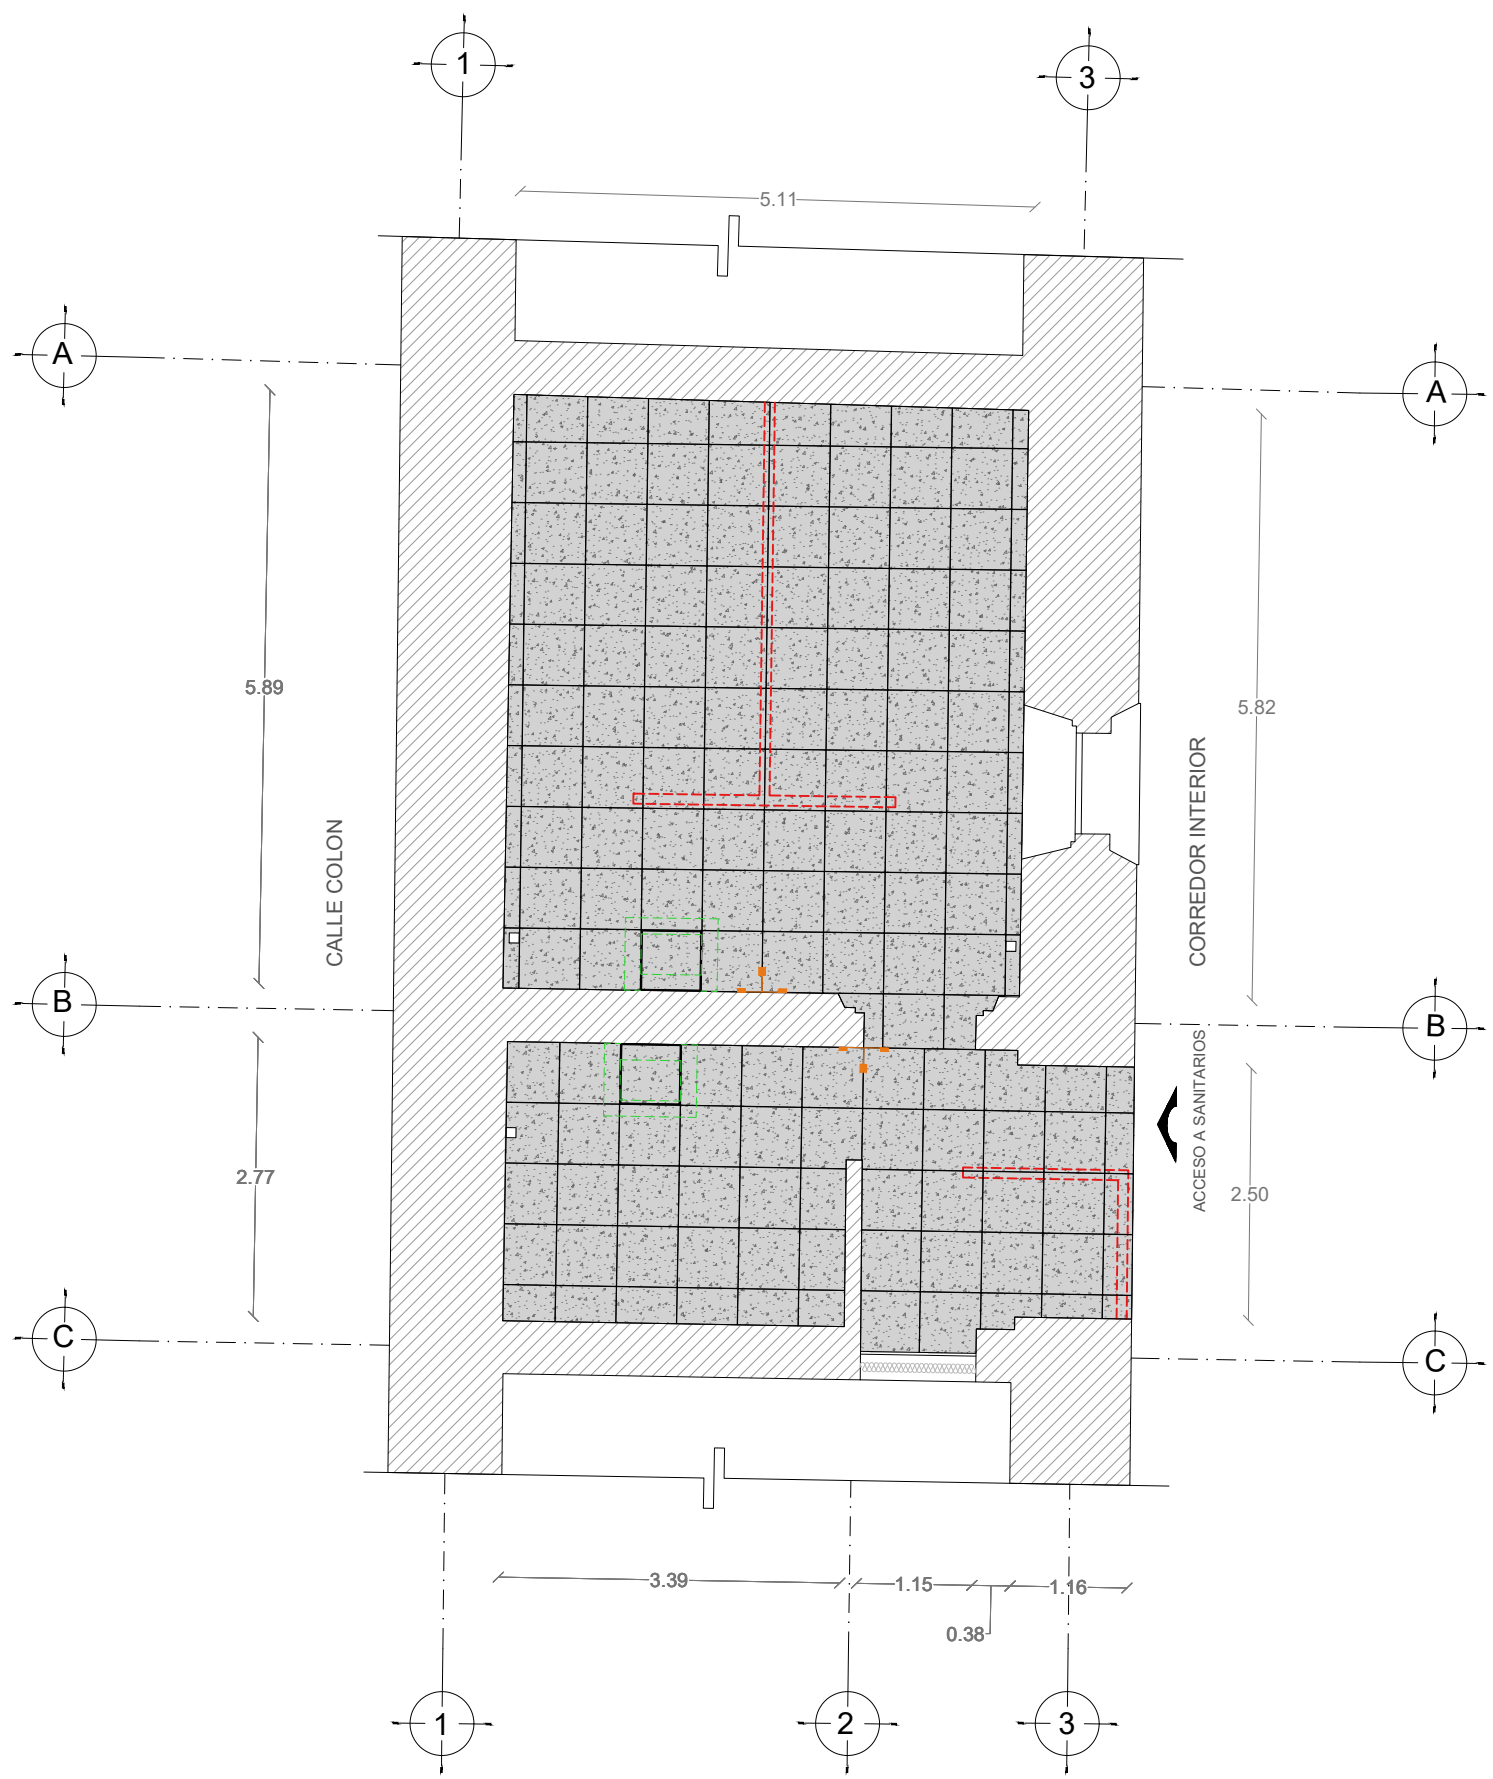 1
3
5.11
A
A
5.89
5.82
CALLE COLON
CORREDOR INTERIOR
B
B
ACCESO A SANITARIOS
2.77
2.50
C
C
3.39
1.15
1.16
0.38
1
2
3